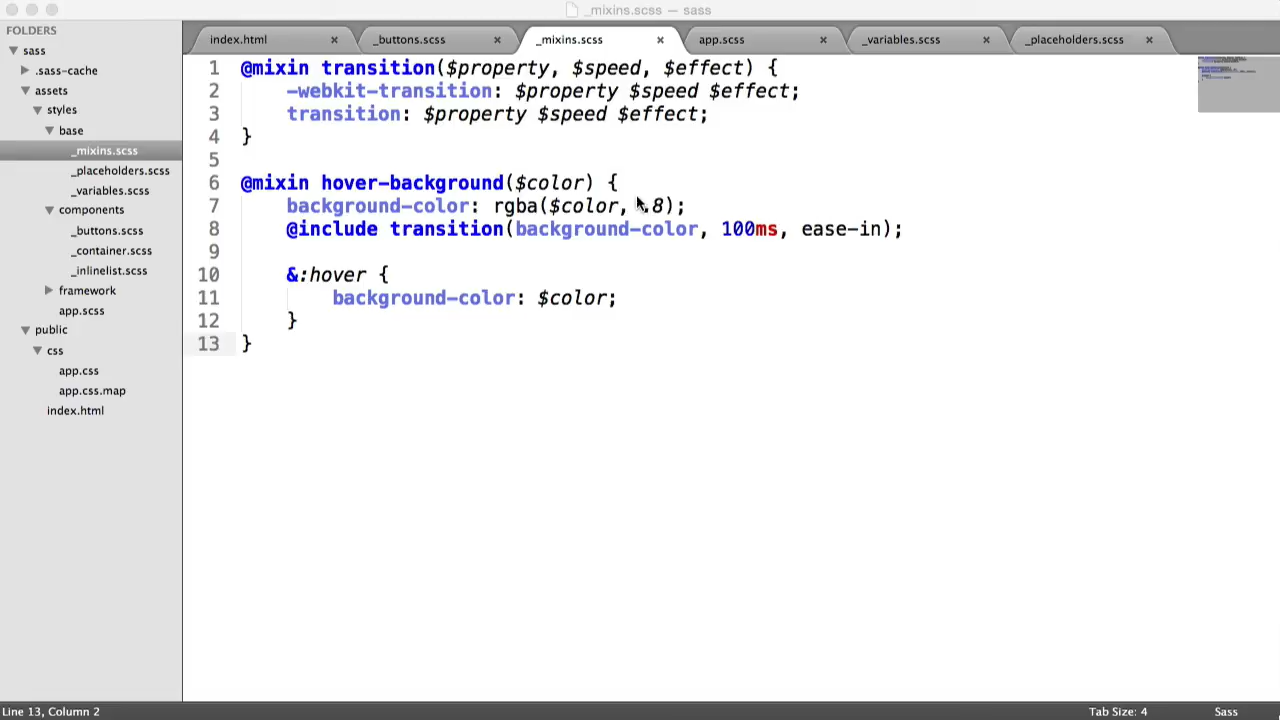 _mixins.scss — sass
FOLDERS
sass
.sass-cache
assets
styles
base
_mixins.scss
_placeholders.scss
_variables.scss
components
_buttons.scss
_container.scss
_inlinelist.scss
framework
app.scss
public
css
app.css
app.css.map
index.html
index.html × _buttons.scss × _mixins.scss × app.scss × _variables.scss × _placeholders.scss ×
1 @mixin transition($property, $speed, $effect) {
2 -webkit-transition: $property $speed $effect;
3 transition: $property $speed $effect;
4 }
5
6 @mixin hover-background($color) {
7 background-color: rgba($color, .8);
8 @include transition(background-color, 100ms, ease-in);
9
10 &:hover {
11 background-color: $color;
12 }
13 }
Line 13, Column 2
Tab Size: 4
Sass